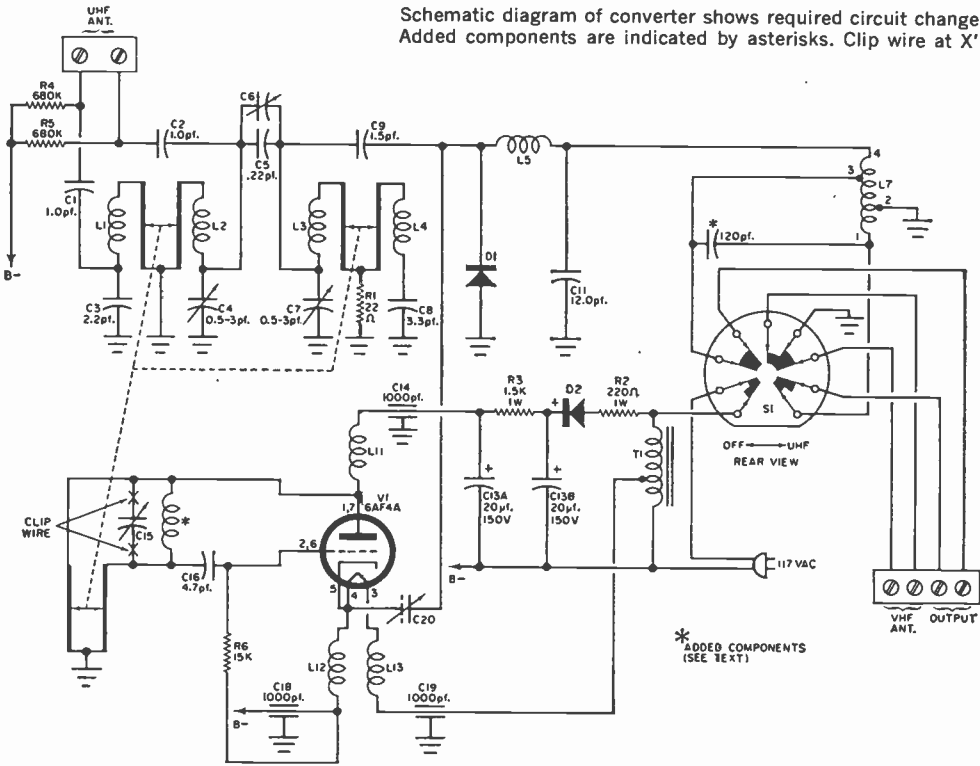 Schematic diagram of converter shows required circuit change
Added components are indicated by asterisks. Clip wire at X'
UHF
ANT.
R4
680K
R5
680K
C2
1.0pf.
C6
C5
.22pf.
C9
1.5pf.
L5
4
3
L7
2
1
C1
1.0pf.
L1
L2
L3
L4
D1
*
120pf.
B-
C3
2.2pf.
C4
0.5-3pf.
C7
0.5-3pf.
R1
22
Ω
C8
3.3pf.
C11
12.0pf.
C14
1000pf.
R3
1.5K
1W
D2
+
R2
220Ω
1W
S1
OFF UHF
REAR VIEW
L11
T1
+
C13A
20µf.
150V
+
C13B
20µf.
150V
V1
6AF4A
1,7
2,6
5
4
3
CLIP
WIRE
C15
*
C16
4.7pf.
B-
117 VAC
C20
R6
15K
L12
L13
C18
1000pf.
B-
C19
1000pf.
VHF
ANT.
OUTPUT
*ADDED COMPONENTS
(SEE TEXT)